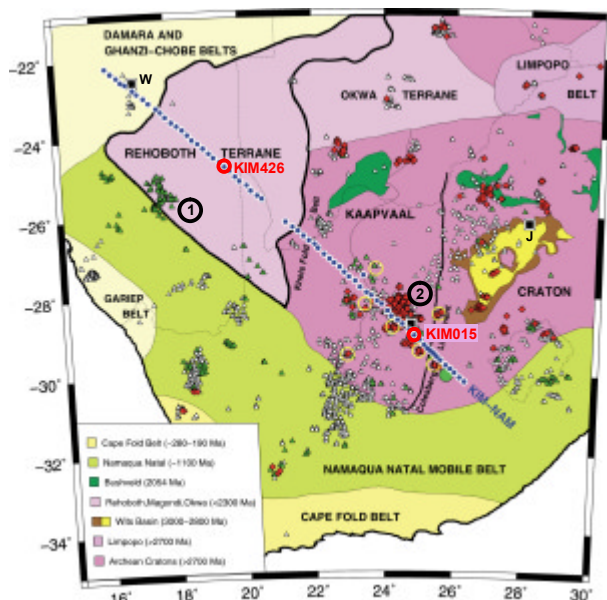 DAMARA AND
GHANZI-CHOBE BELTS
W
LIMPOPO
BELT
OKWA TERRANE
REHOBOTH TERRANE
KIM426
1
KAAPVAAL
J
2
CRATON
GARIEP
BELT
KIM015
KIM-NAM
NAMAQUA NATAL MOBILE BELT
CAPE FOLD BELT
Cape Fold Belt (~280-190 Ma)
Namaqua Natal (~1100 Ma)
Bushveld (2054 Ma)
Rehoboth,Magondi,Okwa (>2300 Ma)
Wits Basin (3000-2800 Ma)
Limpopo (>2700 Ma)
Archean Cratons (>2700 Ma)
−22°
−24°
−26°
−28°
−30°
−32°
−34°
16° 18° 20° 22° 24° 26° 28° 30°